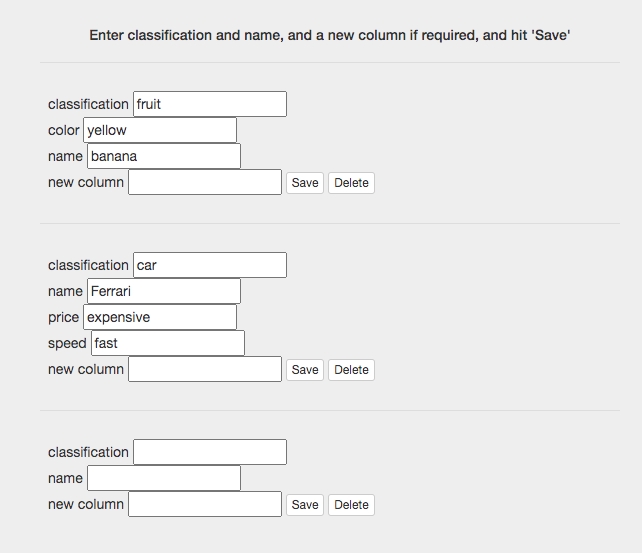 Enter classification and name, and a new column if required, and hit 'Save'
classification fruit
color yellow
name banana
new column Save Delete
classification car
name Ferrari
price expensive
speed fast
new column Save Delete
classification
name
new column Save Delete